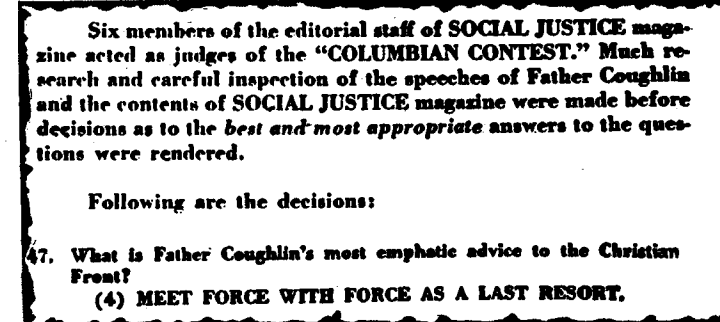 Six members of the editorial staff of SOCIAL JUSTICE maga-
zine acted as judges of the “COLUMBIAN CONTEST.” Much re-
search and careful inspection of the speeches of Father Coughlin
and the contents of SOCIAL JUSTICE magazine were made before
decisions as to the best and most appropriate answers to the ques-
tions were rendered.
Following are the decisions:
47. What is Father Coughlin's most emphatic advice to the Christian
Front?
(4) MEET FORCE WITH FORCE AS A LAST RESORT.